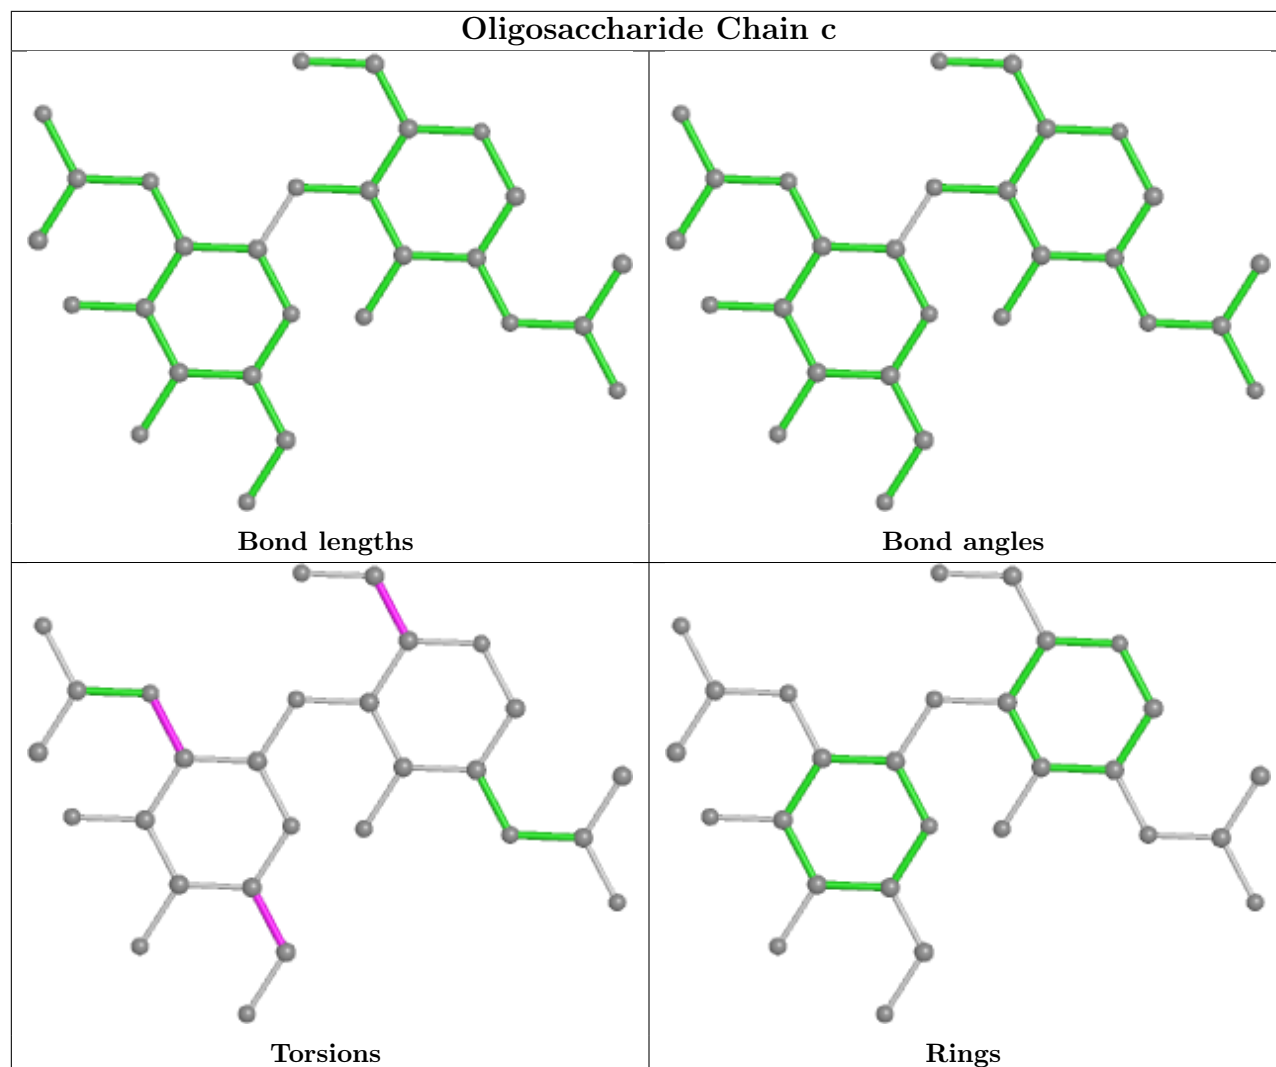 Oligosaccharide Chain c
Bond lengths
Bond angles
Torsions
Rings